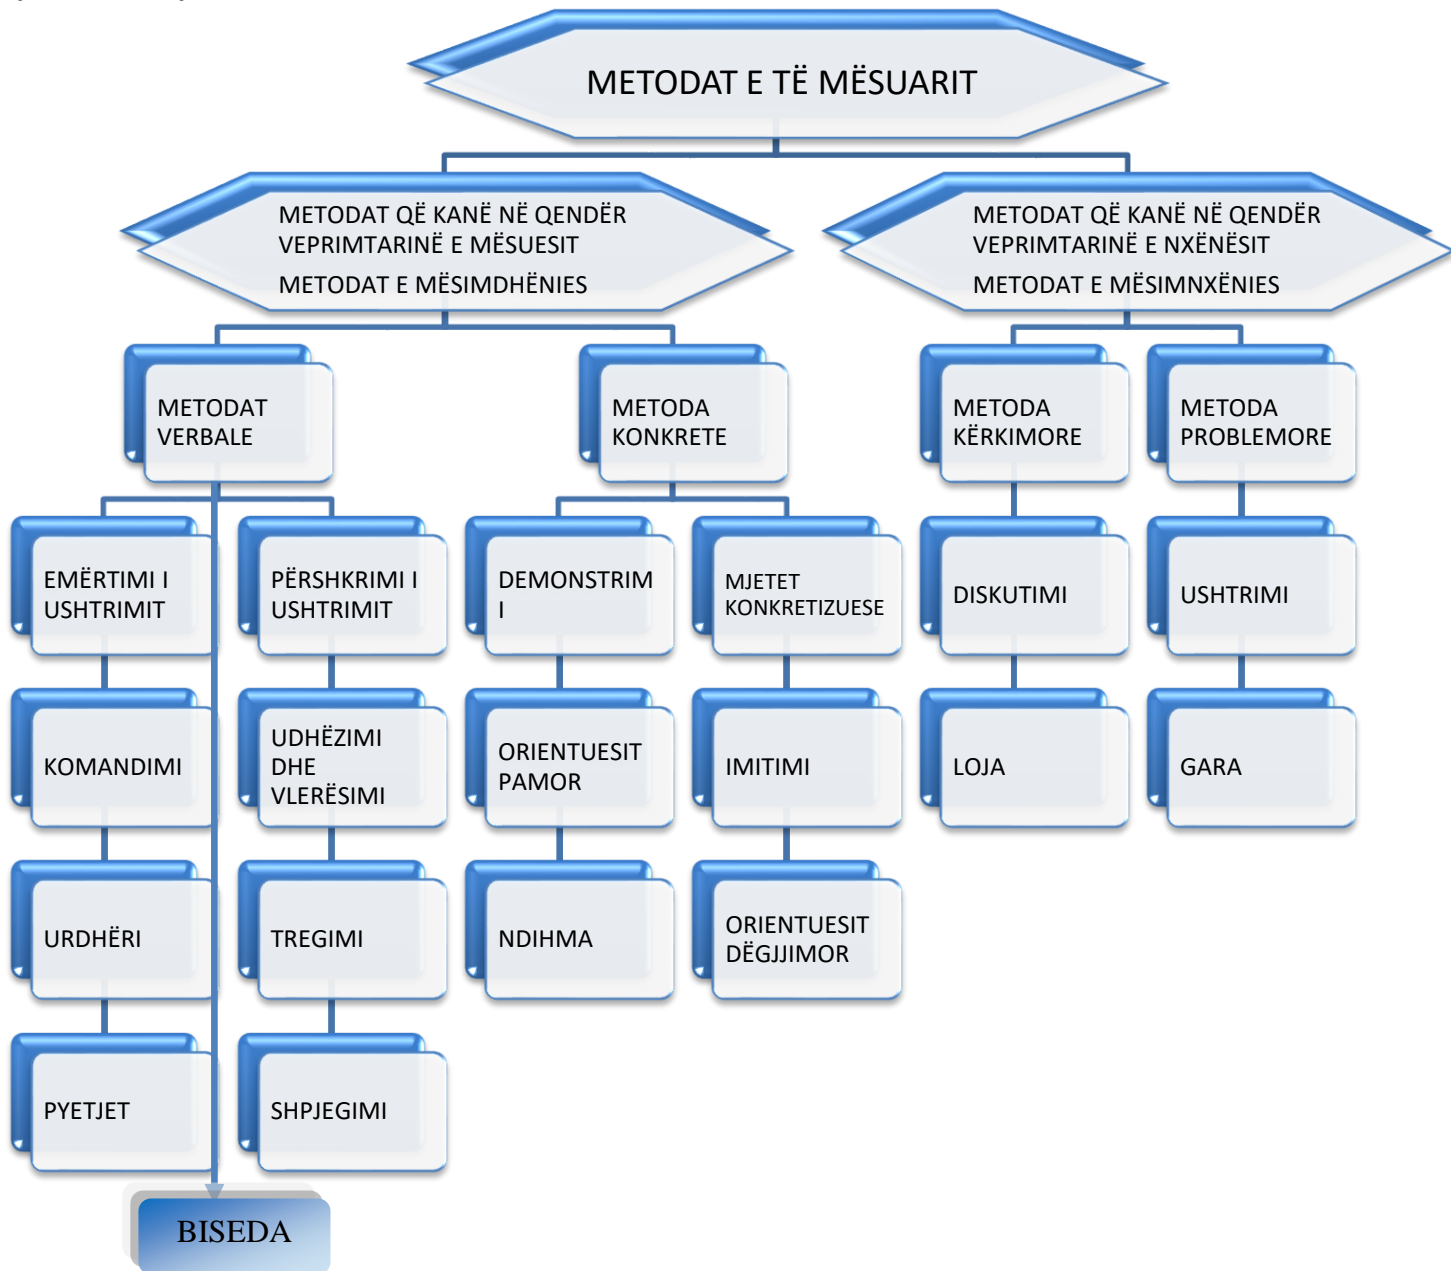 METODAT E TË MËSUARIT
METODAT QË KANË NË QENDËR
VEPRIMTARINË E MËSUESIT
METODAT E MËSIMDHËNIES
METODAT QË KANË NË QENDËR
VEPRIMTARINË E NXËNËSIT
METODAT E MËSIMNXËNIES
METODAT
VERBALE
METODA
KONKRETE
METODA
KËRKIMORE
METODA
PROBLEMORE
EMËRTIMI I
USHTRIMIT
PËRSHKRIMI I
USHTRIMIT
DEMONSTRIM
I
MJETET
KONKRETIZUESE
DISKUTIMI
USHTRIMI
KOMANDIMI
UDHËZIMI
DHE
VLERËSIMI
ORIENTUESIT
PAMOR
IMITIMI
LOJA
GARA
URDHËRI
TREGIMI
NDIHMA
ORIENTUESIT
DËGJJIMOR
PYETJET
SHPJEGIMI
BISEDA